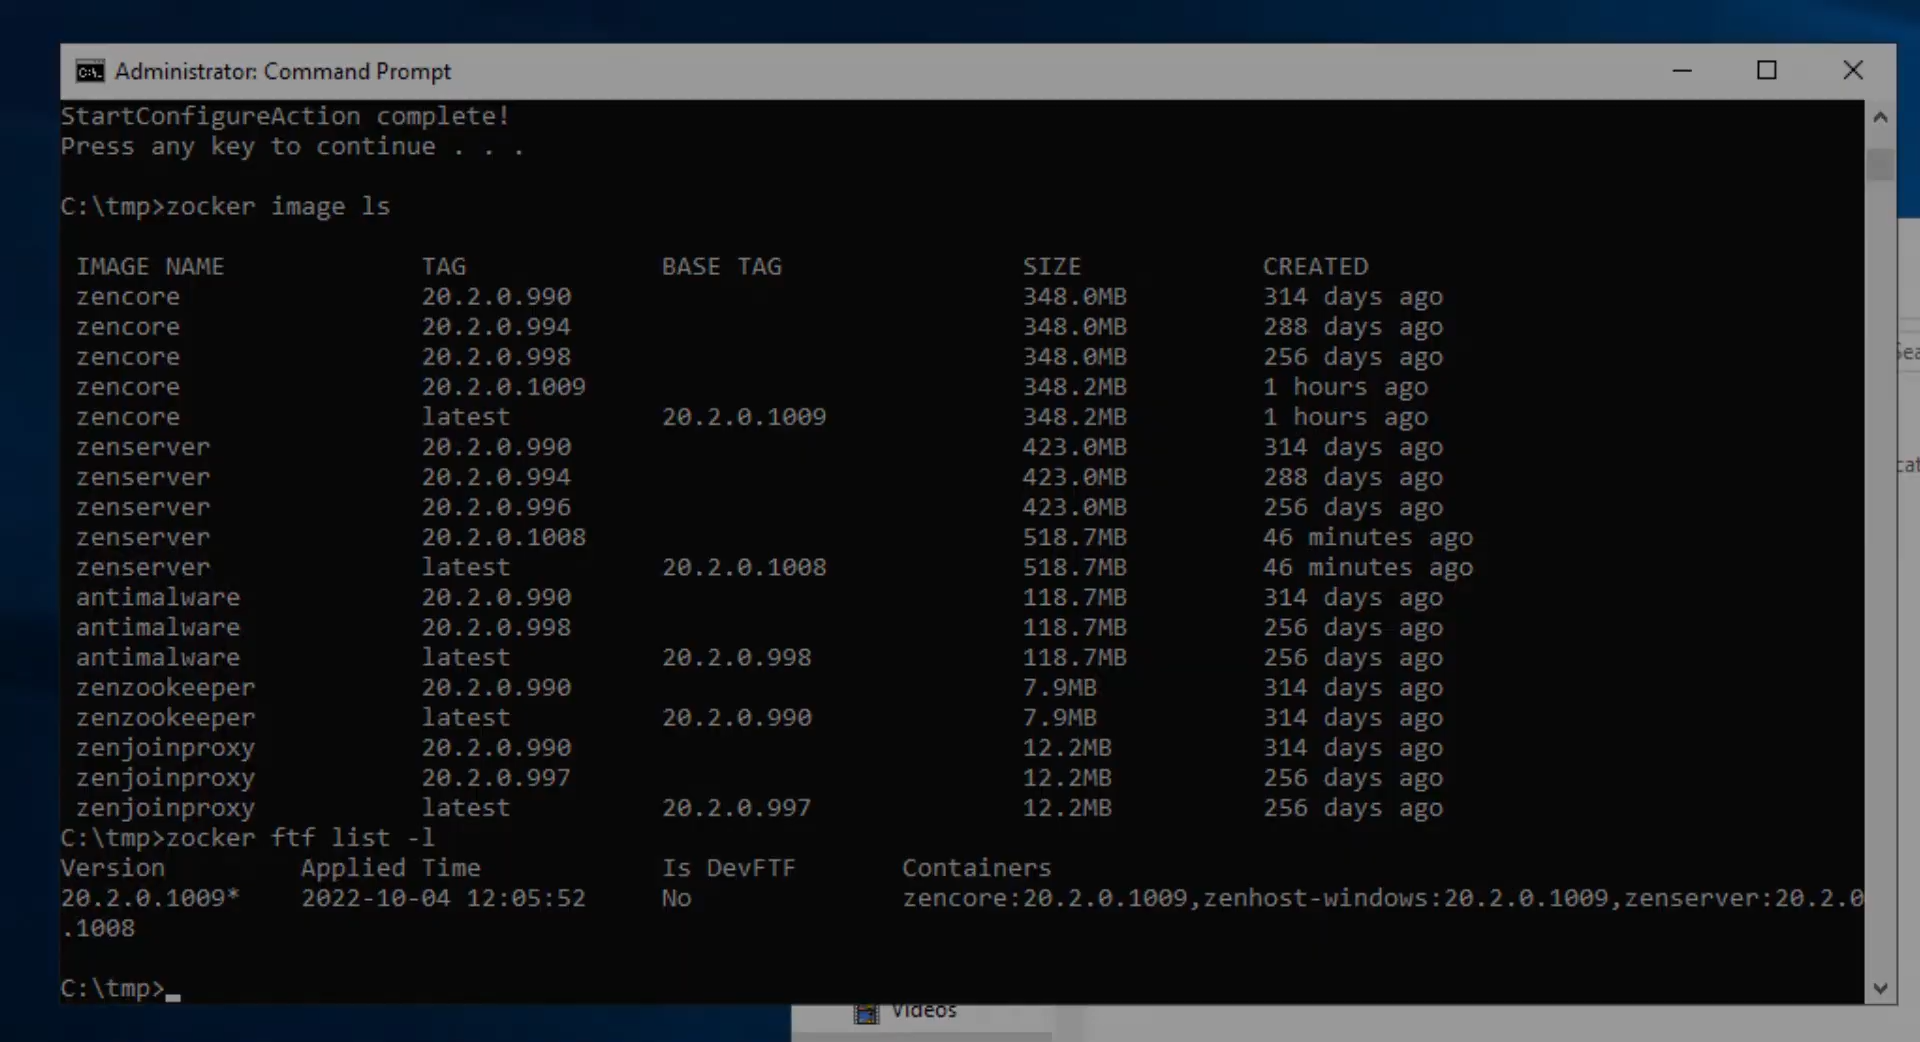 Administrator: Command Prompt
StartConfigureAction complete!
Press any key to continue . . .
C:\tmp>zocker image ls
IMAGE NAME TAG BASE TAG SIZE CREATED
zencore 20.2.0.990 348.0MB 314 days ago
zencore 20.2.0.994 348.0MB 288 days ago
zencore 20.2.0.998 348.0MB 256 days ago
zencore 20.2.0.1009 348.2MB 1 hours ago
zencore latest 20.2.0.1009 348.2MB 1 hours ago
zenserver 20.2.0.990 423.0MB 314 days ago
zenserver 20.2.0.994 423.0MB 288 days ago
zenserver 20.2.0.996 423.0MB 256 days ago
zenserver 20.2.0.1008 518.7MB 46 minutes ago
zenserver latest 20.2.0.1008 518.7MB 46 minutes ago
antimalware 20.2.0.990 118.7MB 314 days ago
antimalware 20.2.0.998 118.7MB 256 days ago
antimalware latest 20.2.0.998 118.7MB 256 days ago
zenzookeeper 20.2.0.990 7.9MB 314 days ago
zenzookeeper latest 20.2.0.990 7.9MB 314 days ago
zenjoinproxy 20.2.0.990 12.2MB 314 days ago
zenjoinproxy 20.2.0.997 12.2MB 256 days ago
zenjoinproxy latest 20.2.0.997 12.2MB 256 days ago
C:\tmp>zocker ftf list -l
Version Applied Time Is DevFTF Containers
20.2.0.1009* 2022-10-04 12:05:52 No zencore:20.2.0.1009,zenhost-windows:20.2.0.1009,zenserver:20.2.0
.1008
C:\tmp>
Videos